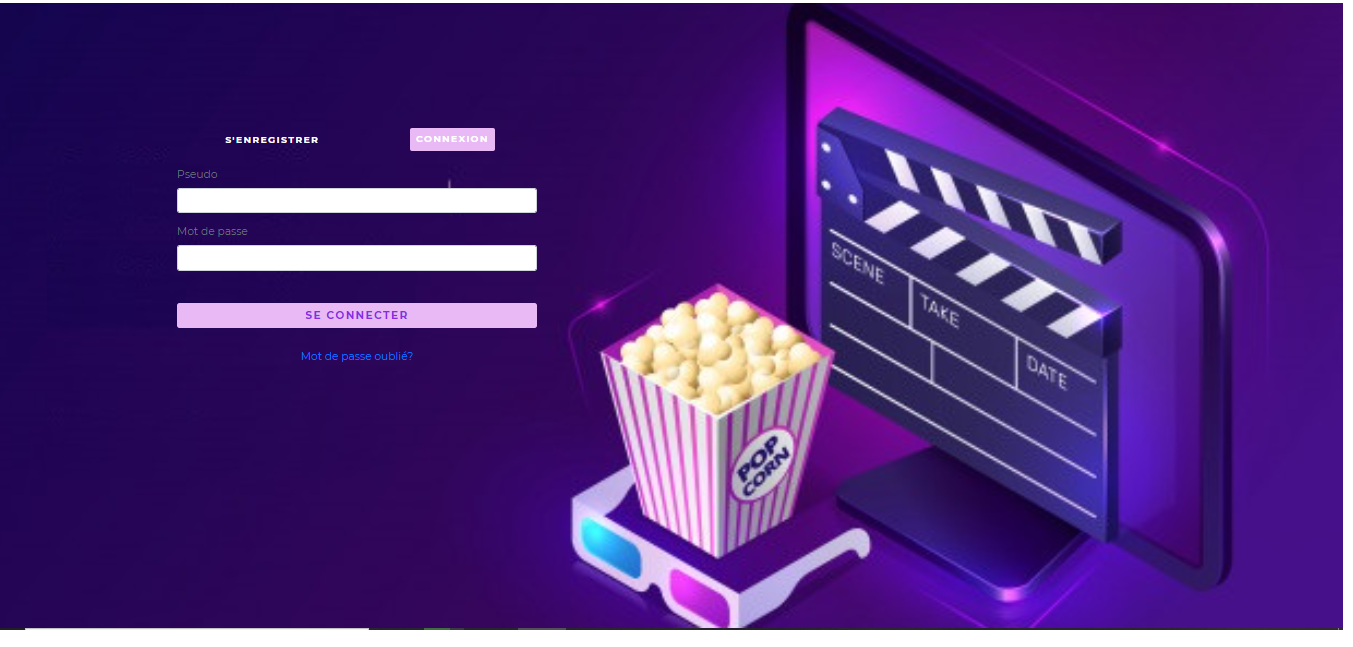 S'ENREGISTRER
CONNEXION
Pseudo
Mot de passe
SE CONNECTER
Mot de passe oublié?
SCENE
TAKE
DATE
POP
CORN